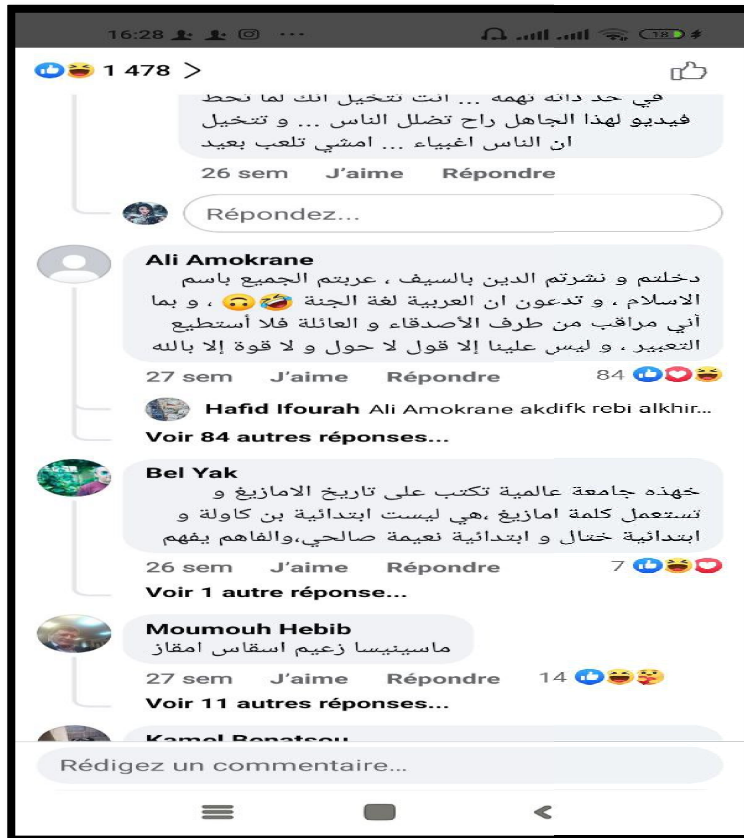 16:28 ... 18
1 478 >
في حد ذاته تهمة ... انت تتخيل انك لما تحط
فيديو لهذا الجاهل راح تضلل الناس ... و تتخيل
ان الناس اغبياء ... امشي تلعب بعيد
26 sem J'aime Répondre
Répondez...
Ali Amokrane
دخلتم و نشرتم الدين بالسيف ، عربتم الجميع باسم
الاسلام ، و تدعون ان العربية لغة الجنة 🤣🙃 ، و بما
أني مراقب من طرف الأصدقاء و العائلة فلا أستطيع
التعبير ، و ليس علينا إلا قول لا حول و لا قوة إلا بالله
27 sem J'aime Répondre 84
Hafid Ifourah Ali Amokrane akdifk rebi alkhir...
Voir 84 autres réponses...
Bel Yak
خهذه جامعة عالمية تكتب على تاريخ الامازيغ و
تستعمل كلمة امازيغ ،هي ليست ابتدائية بن كاولة و
ابتدائية ختال و ابتدائية نعيمة صالحي،والفاهم يفهم
26 sem J'aime Répondre 7
Voir 1 autre réponse...
Moumouh Hebib
ماسينيسا زعيم اسقاس امقاز
27 sem J'aime Répondre 14
Voir 11 autres réponses...
Kamel Benatsou
Rédigez un commentaire...